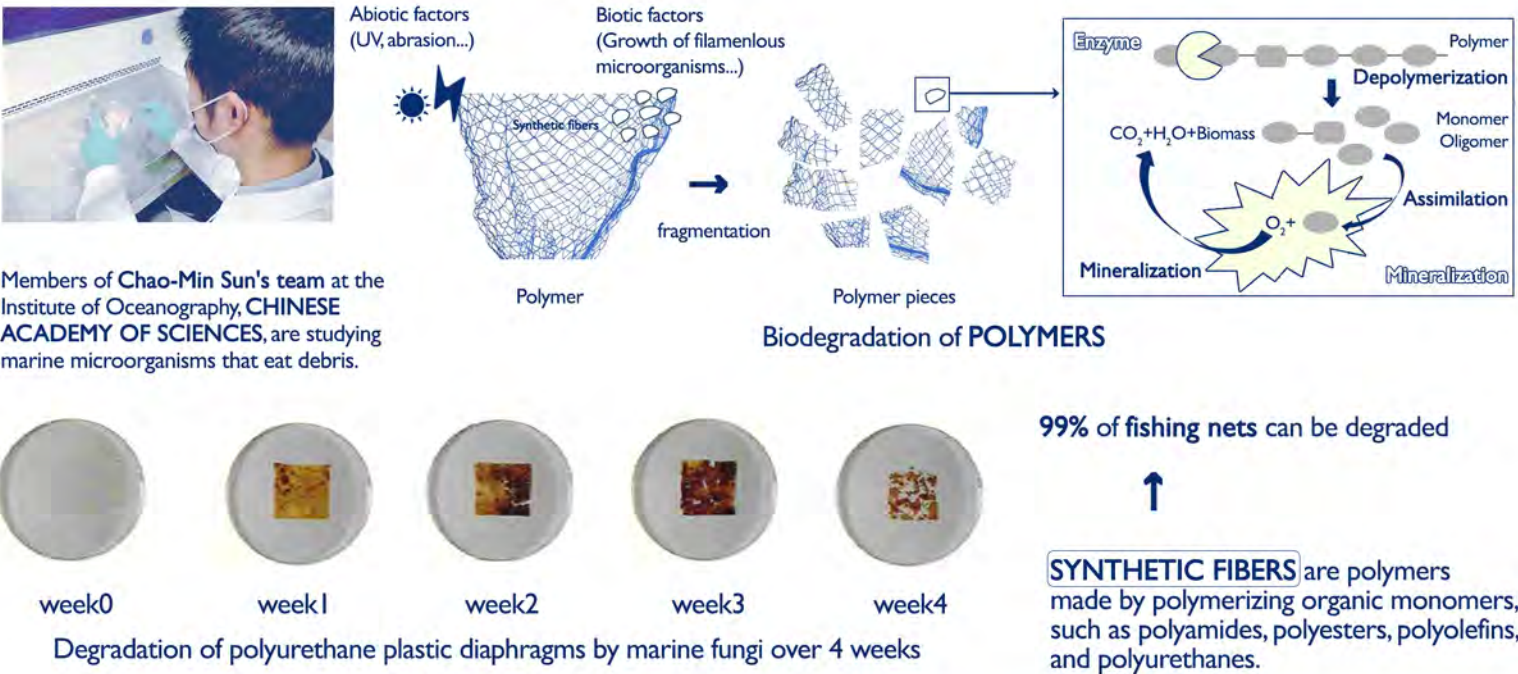 Abiotic factors
(UV, abrasion...)
Biotic factors
(Growth of filamenlous
microorganisms...)
Synthetic fibers
fragmentation
Polymer
Polymer pieces
Enzyme
Polymer
Depolymerization
Monomer
Oligomer
CO2+H2O+Biomass
Assimilation
O2+
Mineralization
Mineralization
Members of Chao-Min Sun's team at the
Institute of Oceanography, CHINESE
ACADEMY OF SCIENCES, are studying
marine microorganisms that eat debris.
Biodegradation of POLYMERS
99% of fishing nets can be degraded
SYNTHETIC FIBERS are polymers
made by polymerizing organic monomers,
such as polyamides, polyesters, polyolefins,
and polyurethanes.
week0
week1
week2
week3
week4
Degradation of polyurethane plastic diaphragms by marine fungi over 4 weeks